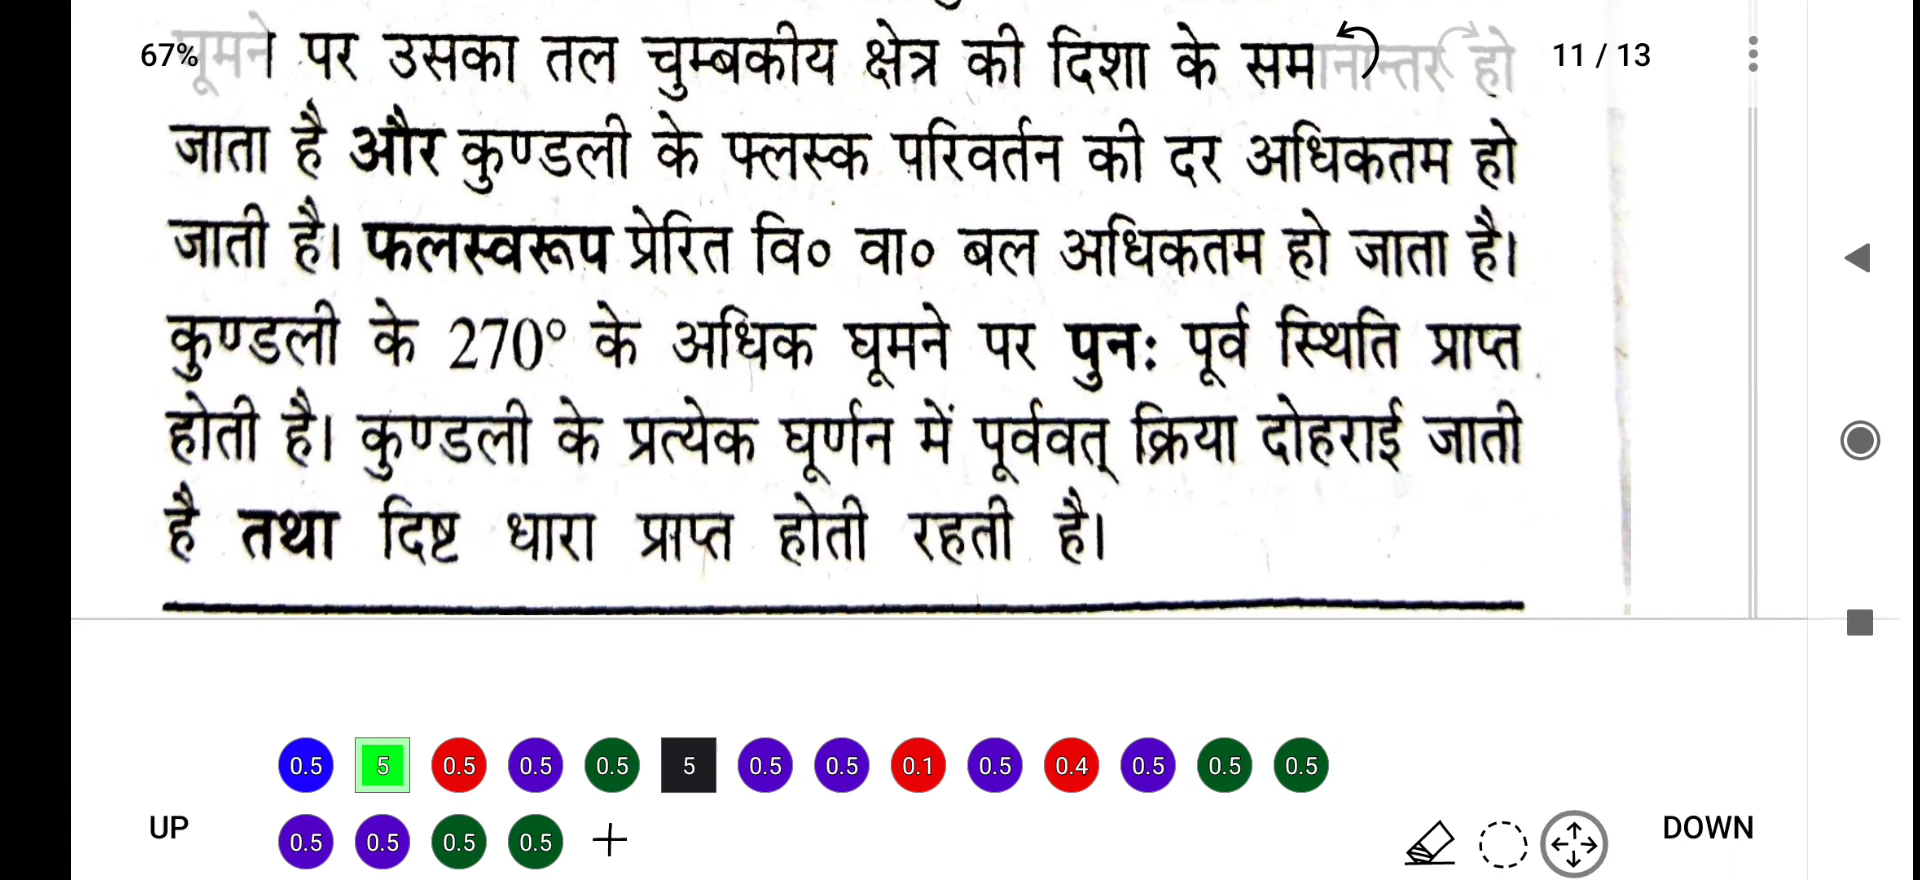 67% घूमने पर उसका तल चुम्बकीय क्षेत्र की दिशा के समानान्तर हो 11 / 13
जाता है और कुण्डली के फ्लस्क परिवर्तन की दर अधिकतम हो
जाती है। फलस्वरूप प्रेरित वि० वा० बल अधिकतम हो जाता है।
कुण्डली के 270° के अधिक घूमने पर पुनः पूर्व स्थिति प्राप्त
होती है। कुण्डली के प्रत्येक घूर्णन में पूर्ववत् क्रिया दोहराई जाती
है तथा दिष्ट धारा प्राप्त होती रहती है।
0.5 5 0.5 0.5 0.5 5 0.5 0.5 0.1 0.5 0.4 0.5 0.5 0.5
UP 0.5 0.5 0.5 0.5 + DOWN